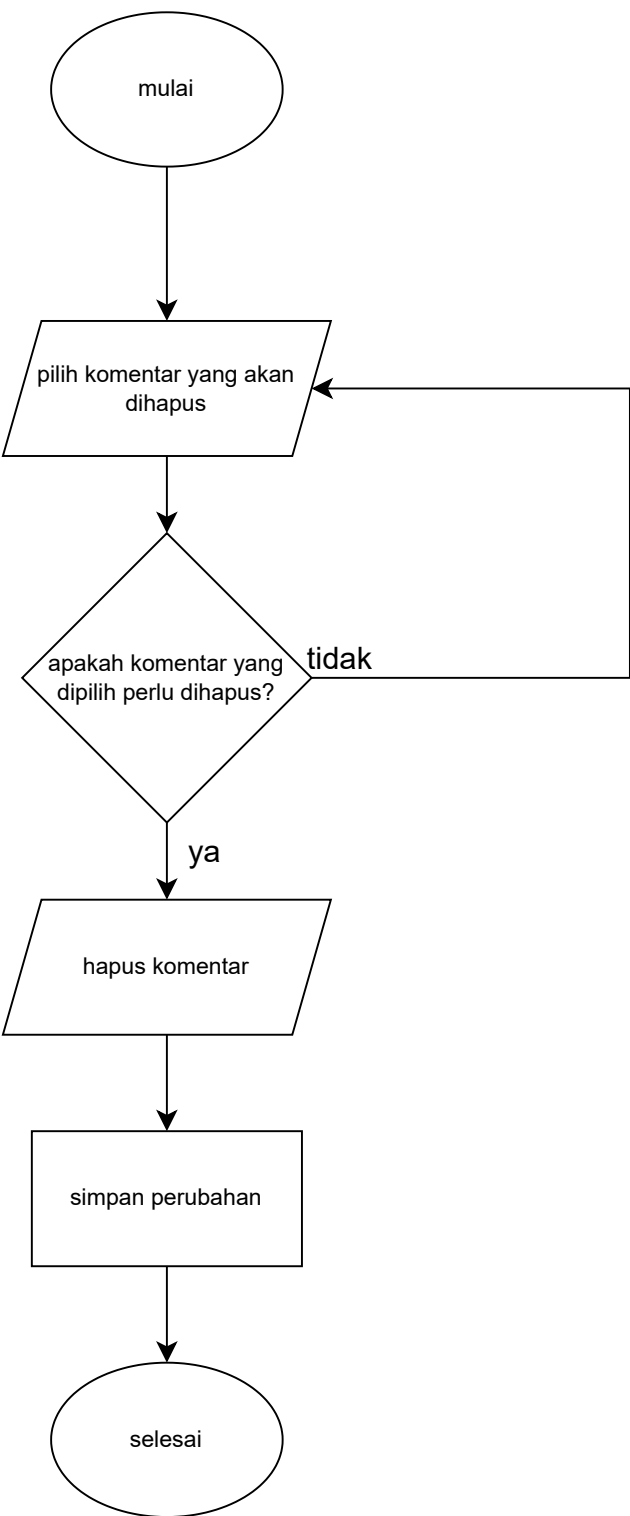 mulai
pilih komentar yang akan
dihapus
apakah komentar yang
dipilih perlu dihapus?
tidak
ya
hapus komentar
simpan perubahan
selesai